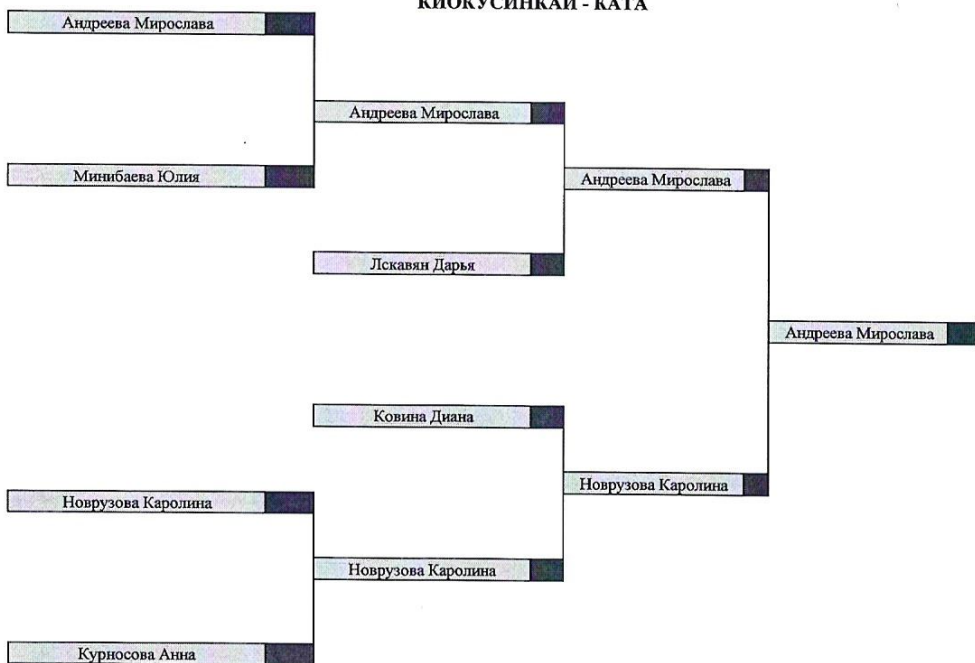 КИОКУСИНКАЙ - КАТА
Андреева Мирослава
Андреева Мирослава
Минибаева Юлия
Андреева Мирослава
Лскавян Дарья
Андреева Мирослава
Ковина Диана
Новрузова Каролина
Новрузова Каролина
Новрузова Каролина
Курносова Анна